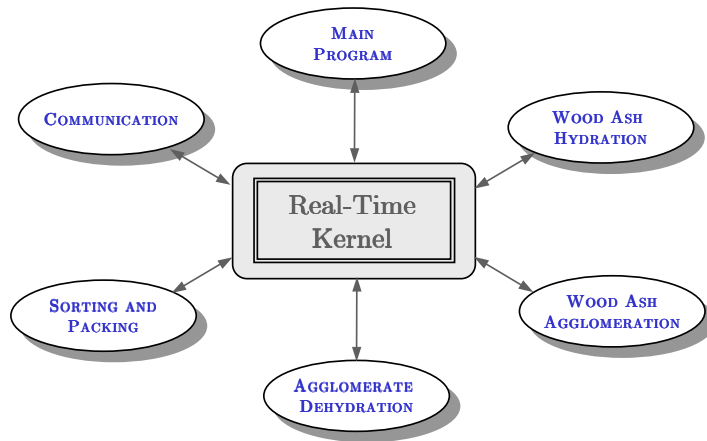 Main
Program
Communication
Wood Ash
Hydration
Real-Time
Kernel
Sorting and
Packing
Wood Ash
Agglomeration
Agglomerate
Dehydration